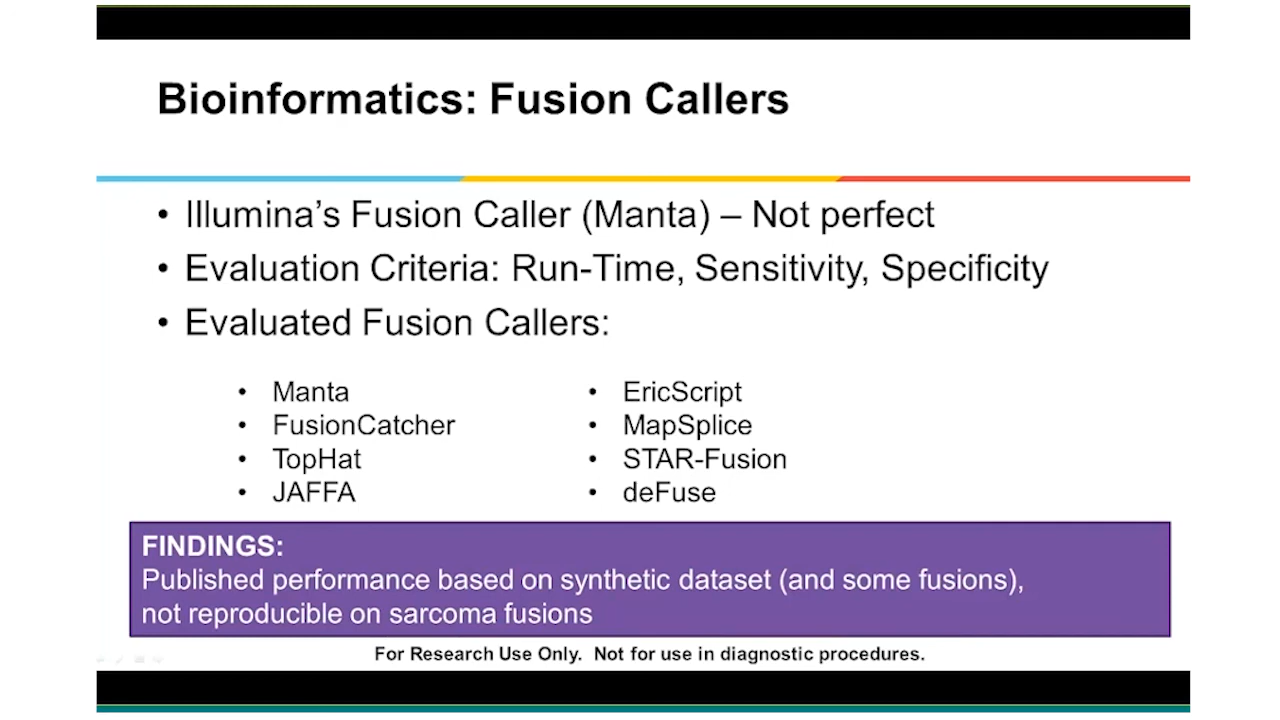 Bioinformatics: Fusion Callers
• Illumina’s Fusion Caller (Manta) – Not perfect
• Evaluation Criteria: Run-Time, Sensitivity, Specificity
• Evaluated Fusion Callers:
• Manta
• FusionCatcher
• TopHat
• JAFFA
• EricScript
• MapSplice
• STAR-Fusion
• deFuse
FINDINGS:
Published performance based on synthetic dataset (and some fusions),
not reproducible on sarcoma fusions
For Research Use Only.  Not for use in diagnostic procedures.